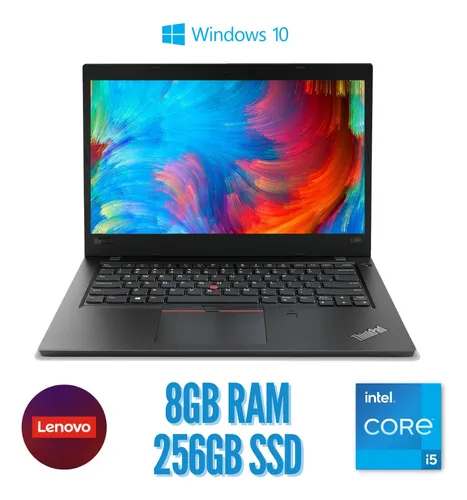 Windows 10
ThinkPad
Lenovo
8GB RAM
256GB SSD
intel.
CORE
i5